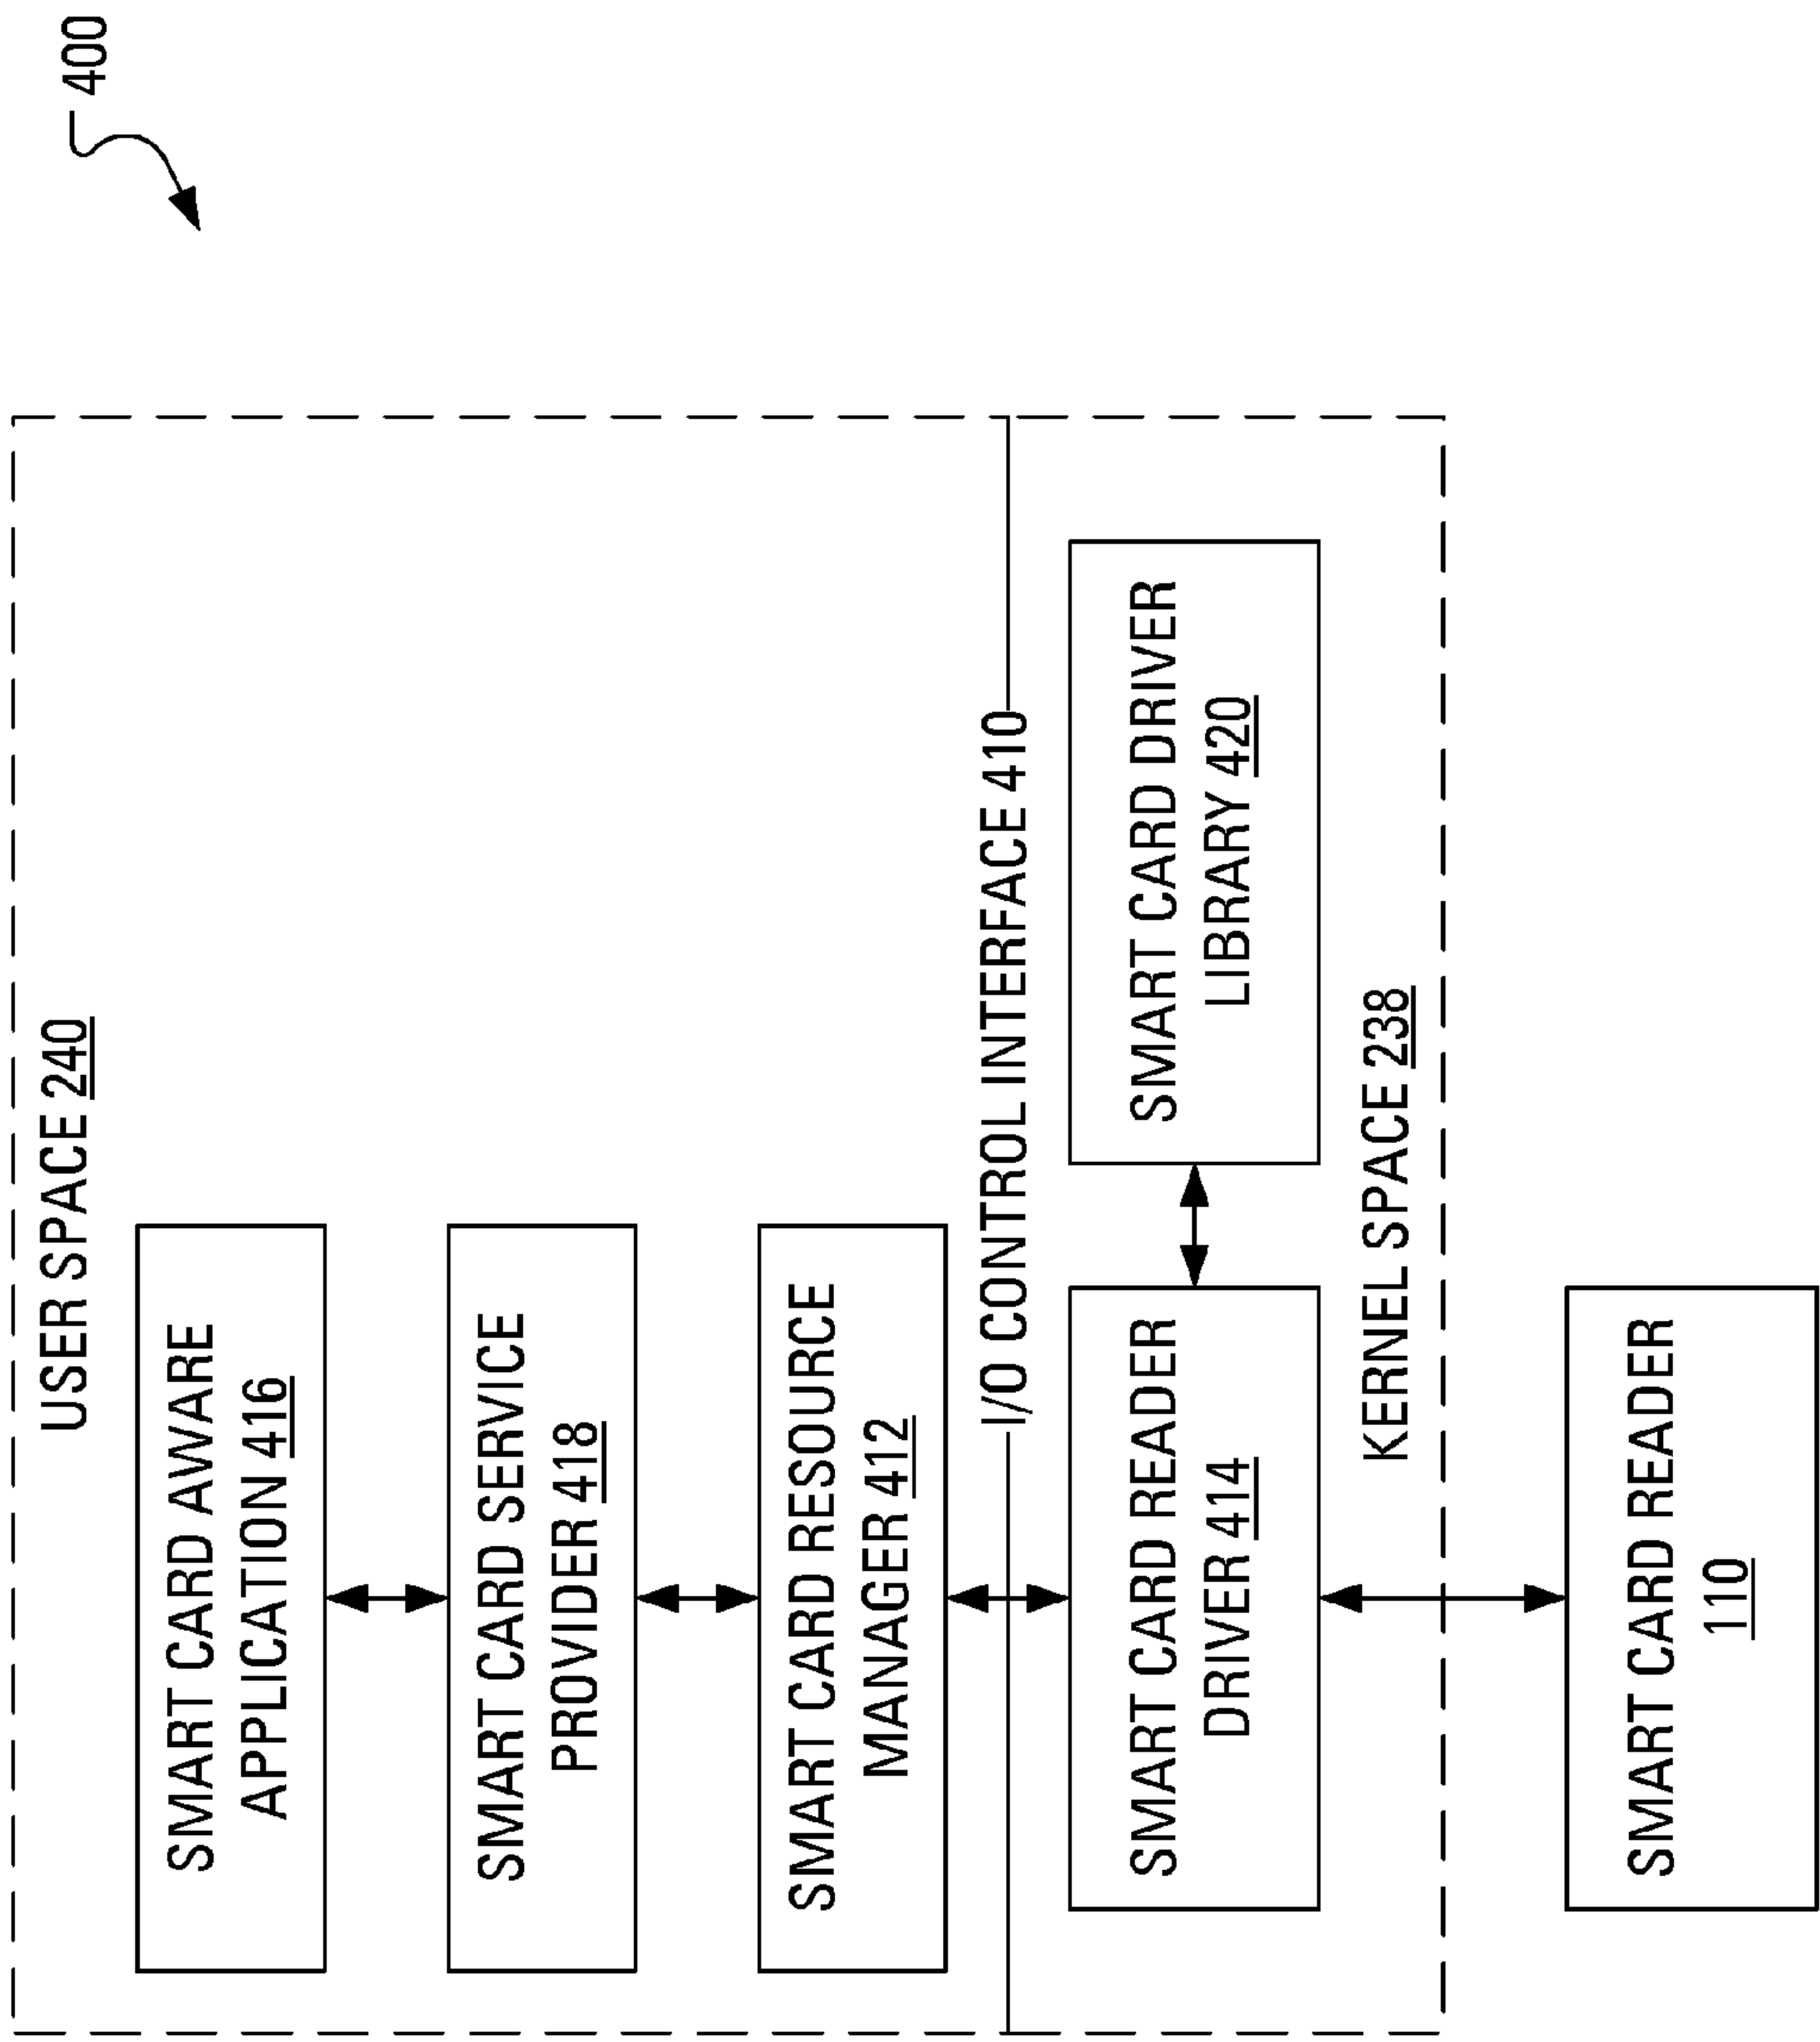 400
USER SPACE 240
SMART CARD AWARE
APPLICATION 416
SMART CARD SERVICE
PROVIDER 418
SMART CARD RESOURCE
MANAGER 412
I/O CONTROL INTERFACE 410
SMART CARD READER
DRIVER 414
SMART CARD DRIVER
LIBRARY 420
KERNEL SPACE 238
SMART CARD READER
110